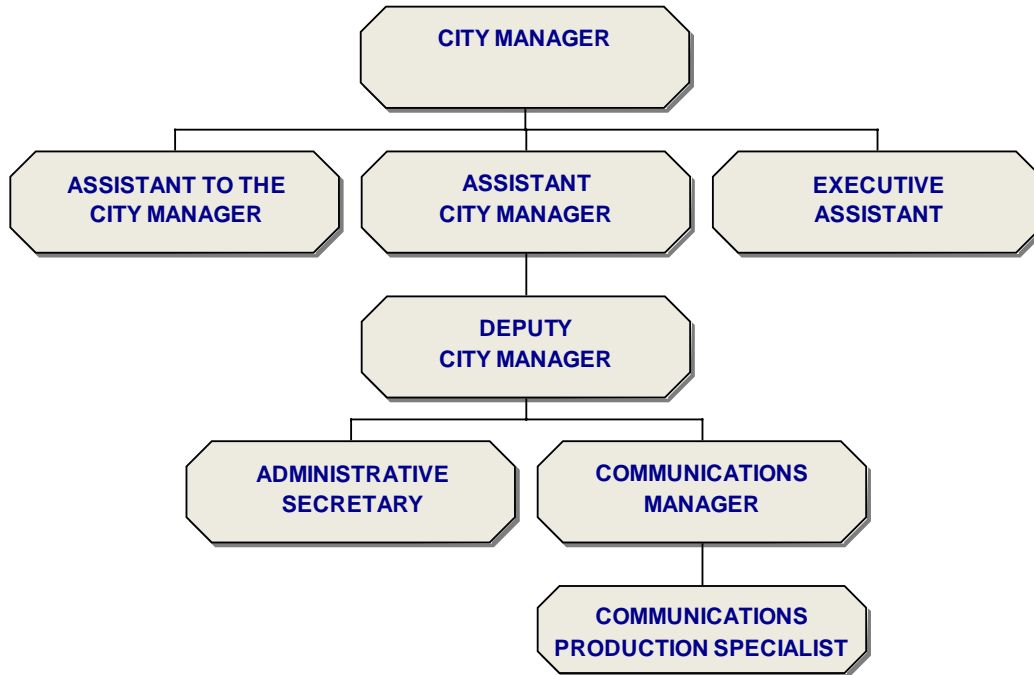 CITY MANAGER
ASSISTANT TO THE
CITY MANAGER
ASSISTANT
CITY MANAGER
EXECUTIVE
ASSISTANT
DEPUTY
CITY MANAGER
ADMINISTRATIVE
SECRETARY
COMMUNICATIONS
MANAGER
COMMUNICATIONS
PRODUCTION SPECIALIST